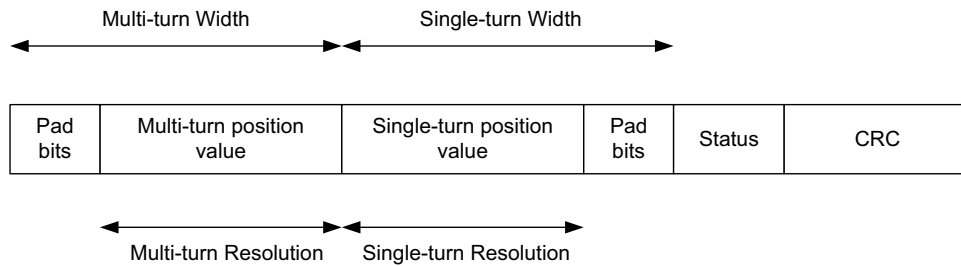 Multi-turn Width
Single-turn Width
Pad
bits
Multi-turn position
value
Single-turn position
value
Pad
bits
Status
CRC
Multi-turn Resolution
Single-turn Resolution